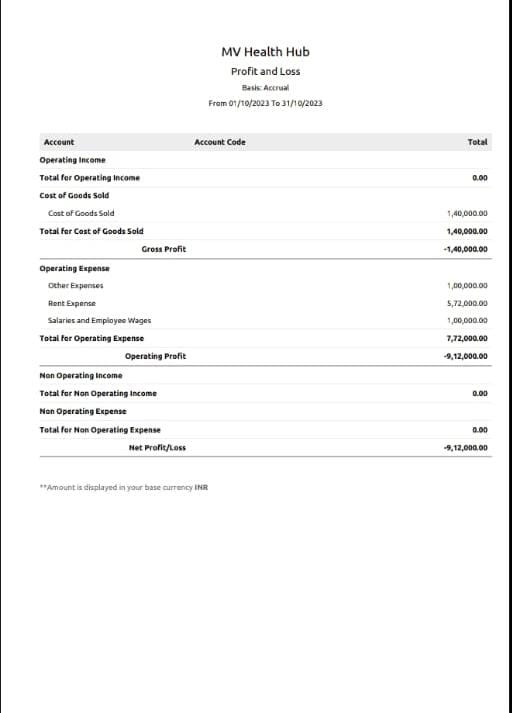 MV Health Hub
Profit and Loss
Basis: Accrual
From 01/10/2023 To 31/10/2023
Account Account Code Total
Operating Income
Total for Operating Income 0.00
Cost of Goods Sold
Cost of Goods Sold 1,40,000.00
Total for Cost of Goods Sold 1,40,000.00
Gross Profit -1,40,000.00
Operating Expense
Other Expenses 1,00,000.00
Rent Expense 5,72,000.00
Salaries and Employee Wages 1,00,000.00
Total for Operating Expense 7,72,000.00
Operating Profit -9,12,000.00
Non Operating Income
Total for Non Operating Income 0.00
Non Operating Expense
Total for Non Operating Expense 0.00
Net Profit/Loss -9,12,000.00
**Amount is displayed in your base currency INR